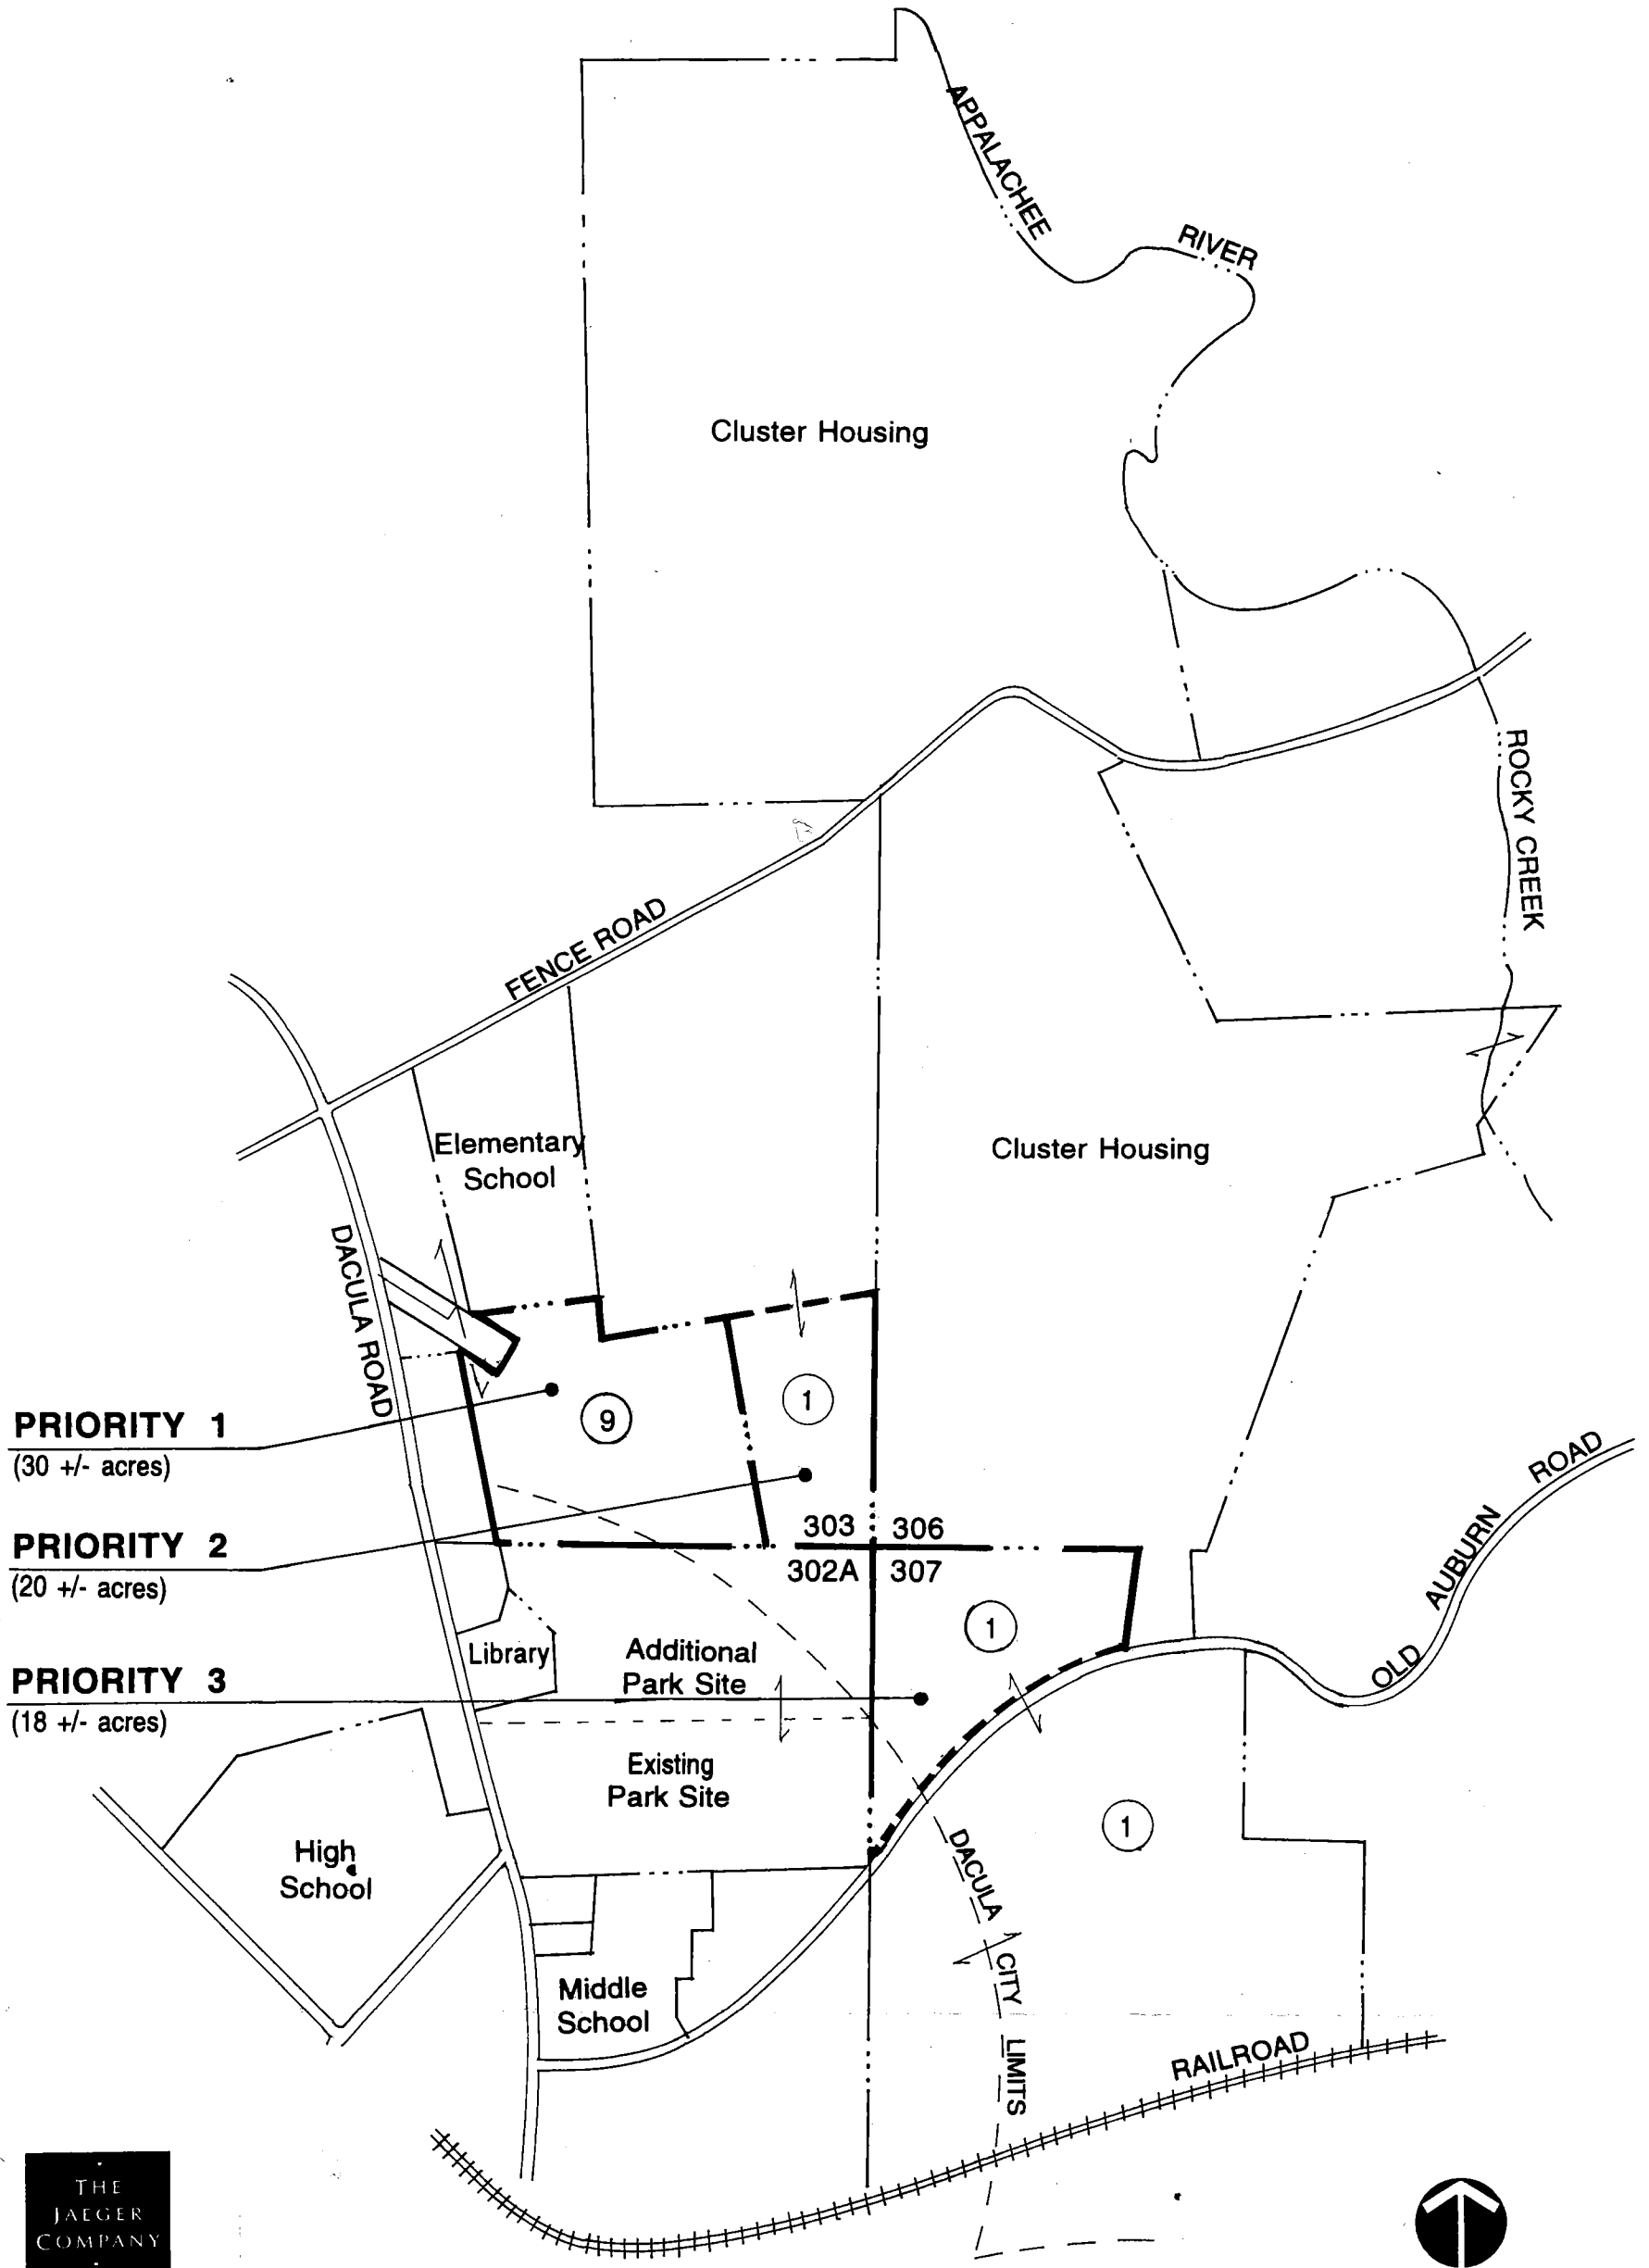 APPALACHEE
RIVER
Cluster Housing
ROCKY CREEK
FENCE ROAD
Elementary
School
Cluster Housing
DACULA ROAD
PRIORITY 1
(30 +/- acres)
9
1
PRIORITY 2
(20 +/- acres)
303 306
302A 307
OLD AUBURN ROAD
1
Library
Additional
Park Site
PRIORITY 3
(18 +/- acres)
Existing
Park Site
1
High
School
DACULA CITY LIMITS
Middle
School
RAILROAD
THE
JAEGER
COMPANY